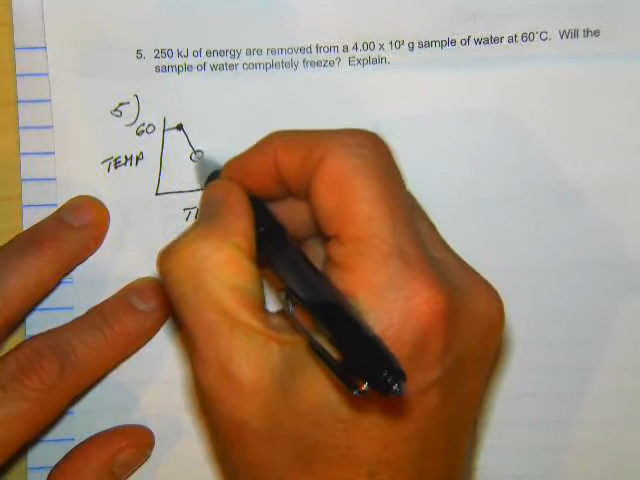 5. 250 kJ of energy are removed from a 4.00 x 10² g sample of water at 60˚C. Will the
sample of water completely freeze? Explain.
5)
60
TEMP